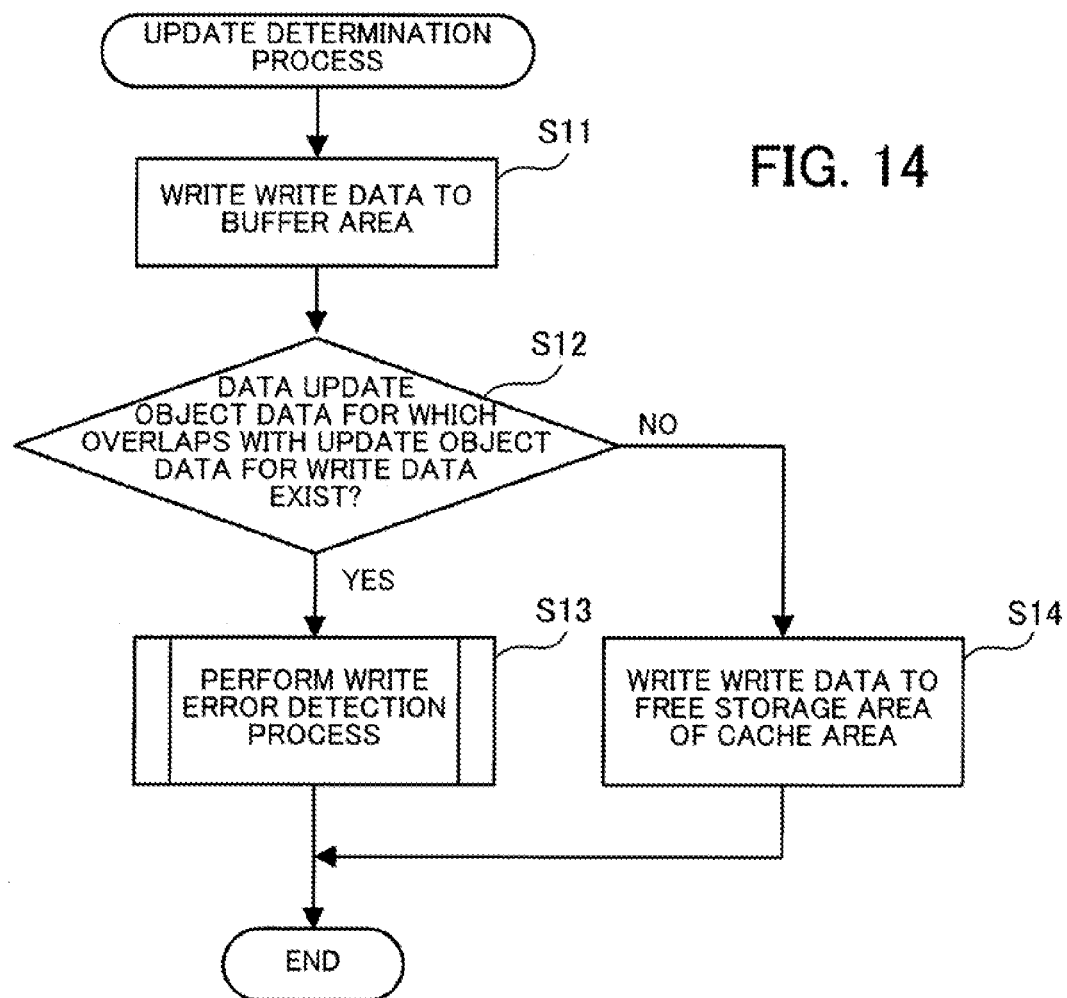 UPDATE DETERMINATION
PROCESS
S11
FIG. 14
WRITE WRITE DATA TO
BUFFER AREA
S12
DATA UPDATE
OBJECT DATA FOR WHICH
OVERLAPS WITH UPDATE OBJECT
DATA FOR WRITE DATA
EXIST?
NO
YES
S13
S14
PERFORM WRITE
ERROR DETECTION
PROCESS
WRITE WRITE DATA TO
FREE STORAGE AREA
OF CACHE AREA
END